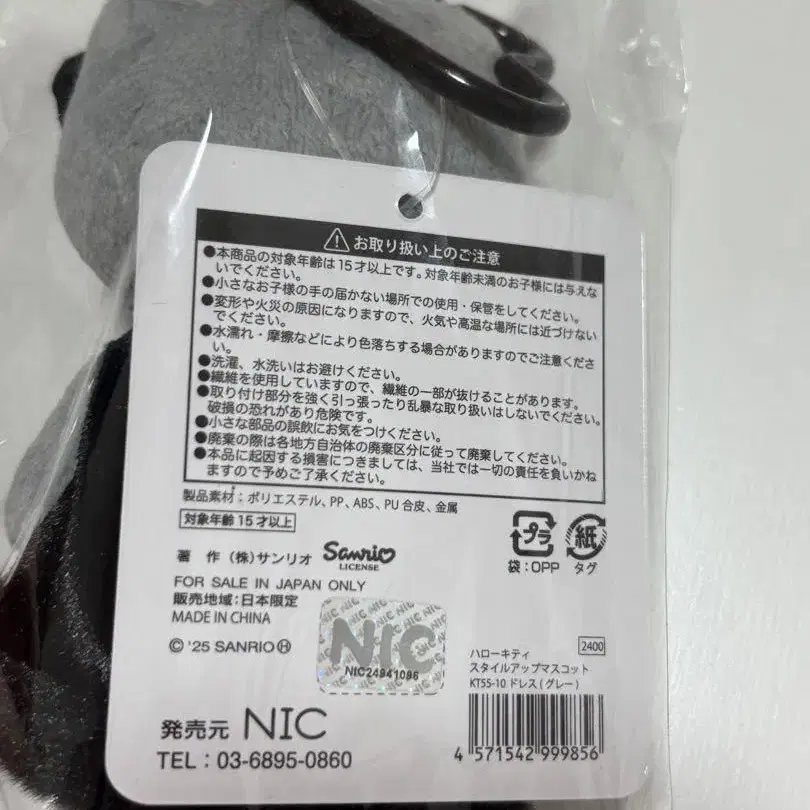 ⚠お取り扱い上のご注意
●本商品の対象年齢は15才以上です。対象年齢未満のお子様には与えな
いでください。
●小さなお子様の手の届かない場所での使用・保管をしてください。
●変形や火災の原因になりますので、火気や高温な場所には近づけない
でください。
●水濡れ・摩擦などにより色落ちする場合がありますのでご注意くださ
い。
●洗濯、水洗いはお避けください。
●繊維を使用していますので、繊維の一部が抜けることがあります。
●取り付け部分を強く引っ張ったり乱暴な取り扱いはしないでください。
破損の恐れがあり危険です。
●小さな部品の誤飲にお気をつけください。
●廃棄の際は各地方自治体の廃棄区分に従って廃棄してください。
●本品に起因する損害につきましては、当社では一切の責任を負いかね
ますので予めご了承ください。
製品素材：ポリエステル、PP、ABS、PU合皮、金属
対象年齢15才以上
プラ 紙
袋：OPP タグ
著 作 (株)サンリオ Sanrio
LICENSE
FOR SALE IN JAPAN ONLY
販売地域：日本限定
MADE IN CHINA
© '25 SANRIO Ⓗ
NIC
NIC24941096
ハローキティ 2400
スタイルアップマスコット
KT55-10 ドレス(グレー)
4 571542 999856
発売元 NIC
TEL：03-6895-0860